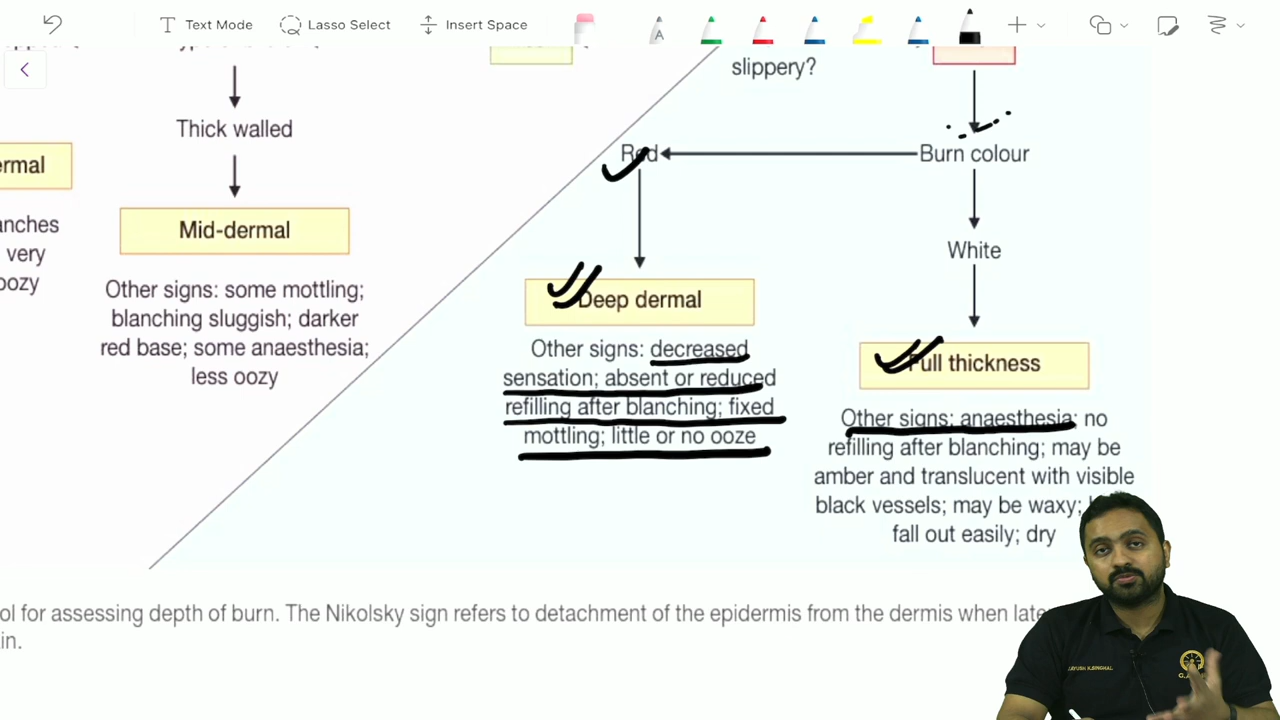 Text Mode
Lasso Select
Insert Space
slippery?
Thick walled
Red
Burn colour
ermal
Mid-dermal
White
anches
very
oozy
Other signs: some mottling;
blanching sluggish; darker
red base; some anaesthesia;
less oozy
Deep dermal
Other signs: decreased
sensation; absent or reduced
refilling after blanching; fixed
mottling; little or no ooze
Full thickness
Other signs: anaesthesia; no
refilling after blanching; may be
amber and translucent with visible
black vessels; may be waxy;
fall out easily; dry
ol for assessing depth of burn. The Nikolsky sign refers to detachment of the epidermis from the dermis when late
in.